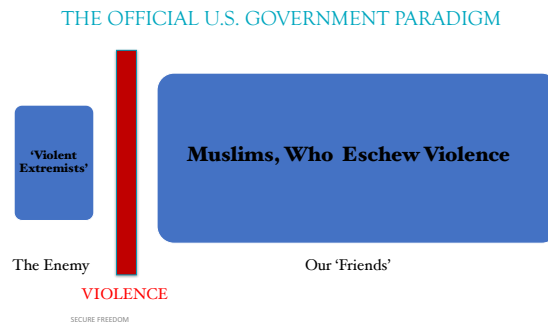 THE OFFICIAL U.S. GOVERNMENT PARADIGM
‘Violent
Extremists’
Muslims, Who Eschew Violence
The Enemy
Our ‘Friends’
VIOLENCE
SECURE FREEDOM